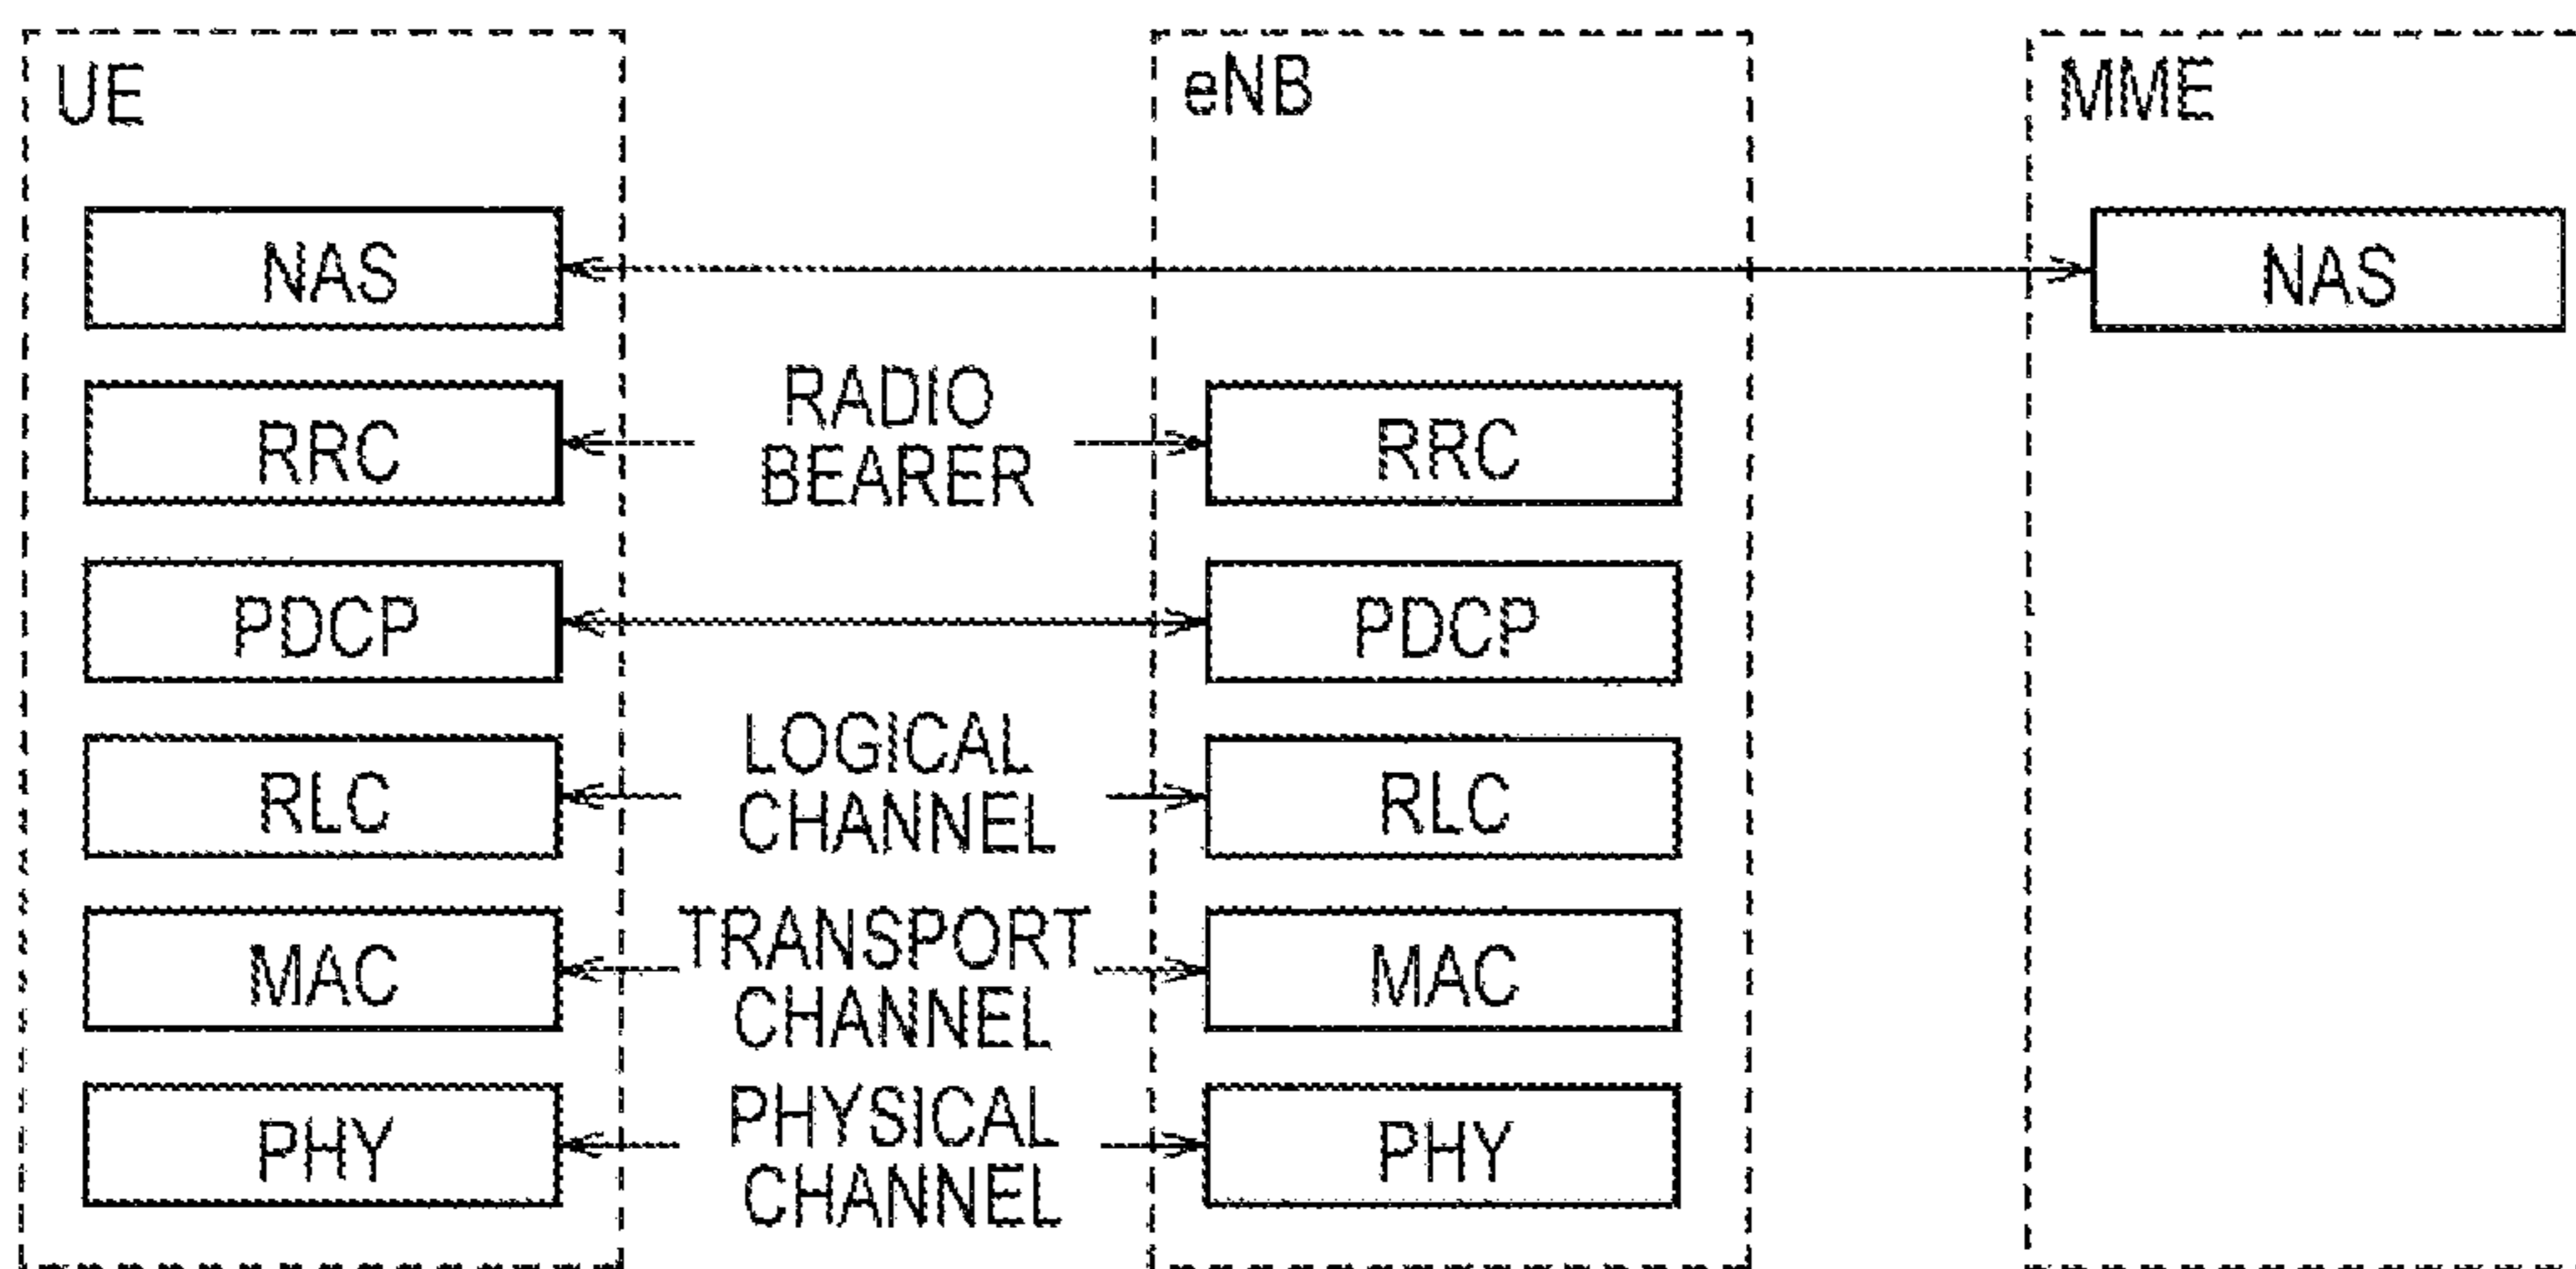 UE
eNB
MME
NAS
NAS
RADIO
BEARER
RRC
RRC
PDCP
PDCP
LOGICAL
CHANNEL
RLC
RLC
TRANSPORT
CHANNEL
MAC
MAC
PHYSICAL
CHANNEL
PHY
PHY